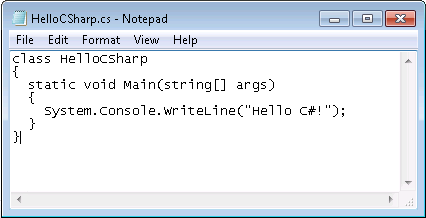 HelloCSharp.cs - Notepad
File Edit Format View Help
class HelloCSharp
{
  static void Main(string[] args)
  {
    System.Console.WriteLine("Hello C#!");
  }
}